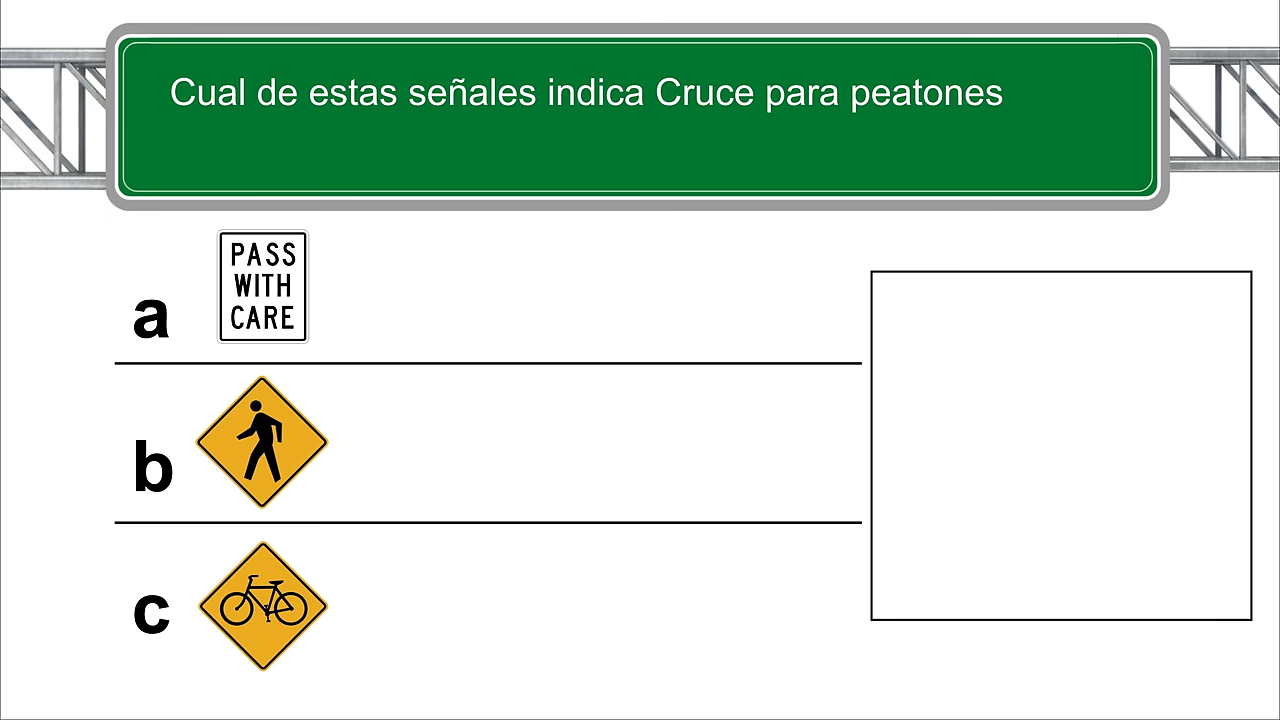 Cual de estas señales indica Cruce para peatones
a
PASS
WITH
CARE
b
c